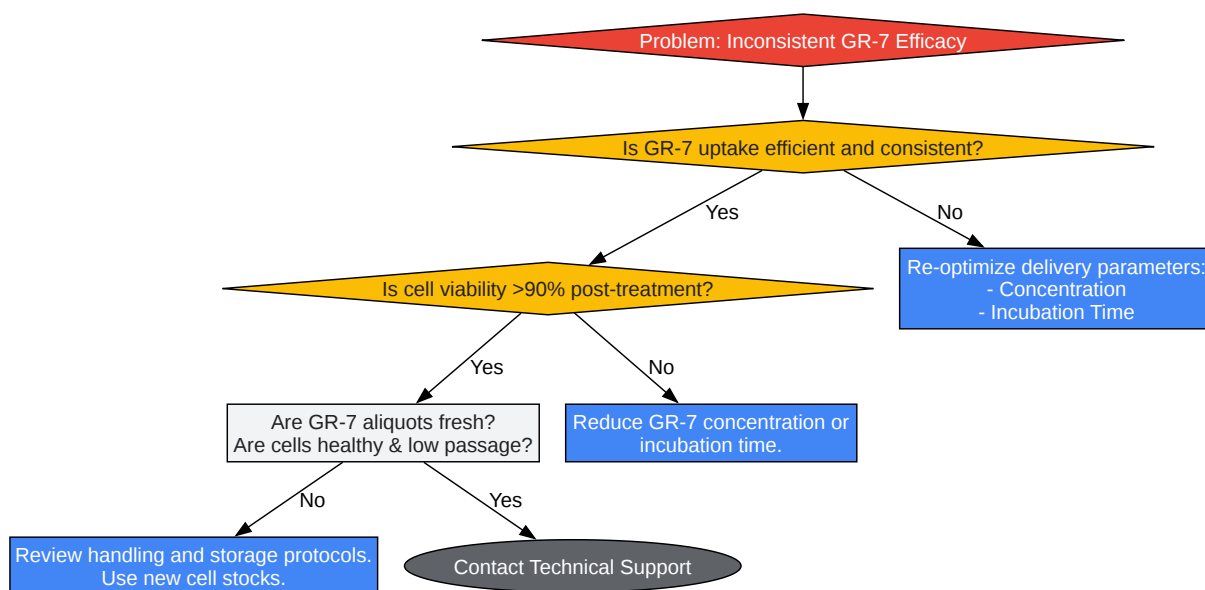 Problem: Inconsistent GR-7 Efficacy
Is GR-7 uptake efficient and consistent?
Yes
No
Re-optimize delivery parameters:
- Concentration
- Incubation Time
Is cell viability >90% post-treatment?
Yes
No
Are GR-7 aliquots fresh?
Are cells healthy & low passage?
Reduce GR-7 concentration or
incubation time.
No
Yes
Review handling and storage protocols.
Use new cell stocks.
Contact Technical Support